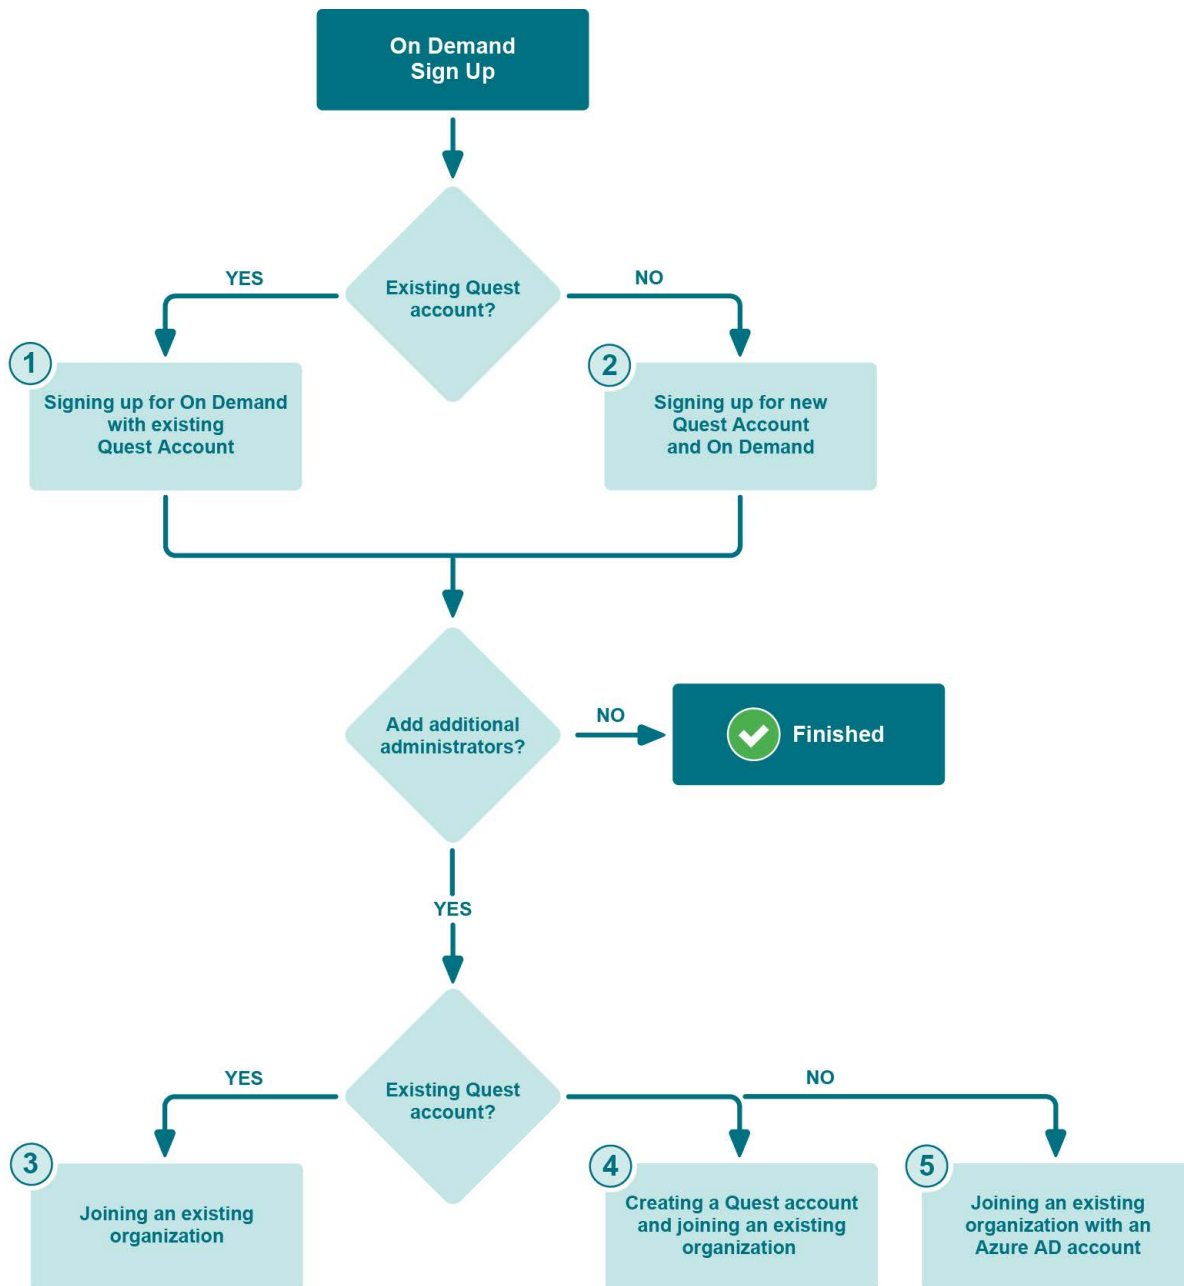 On Demand
Sign Up
Existing Quest
account?
YES
NO
1
Signing up for On Demand
with existing
Quest Account
2
Signing up for new
Quest Account
and On Demand
Add additional
administrators?
NO
Finished
YES
Existing Quest
account?
YES
NO
3
Joining an existing
organization
4
Creating a Quest account
and joining an existing
organization
5
Joining an existing
organization with an
Azure AD account